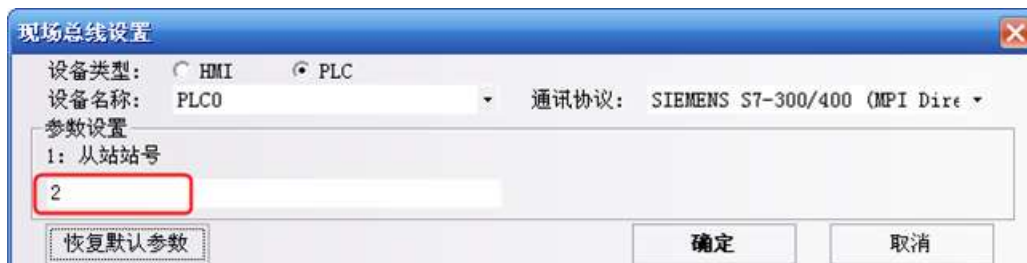 现场总线设置
设备类型： HMI PLC
设备名称： PLC0 通讯协议： SIEMENS S7-300/400 (MPI Dire
参数设置
1: 从站站号
2
恢复默认参数 确定 取消